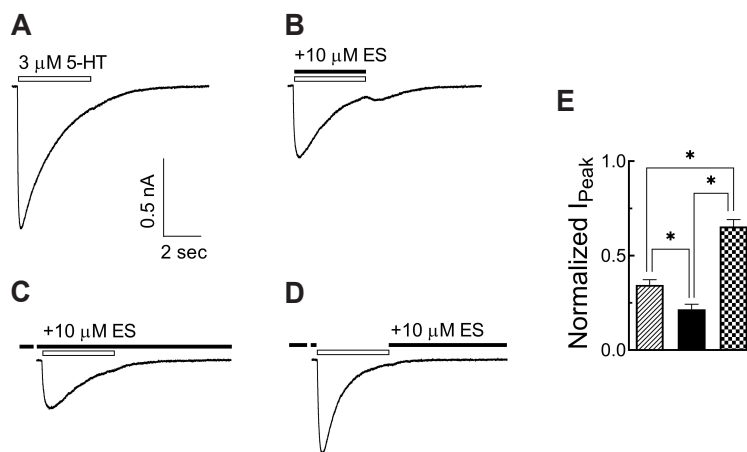 A
3 μM 5-HT
B
+10 μM ES
0.5 nA
2 sec
C
+10 μM ES
D
+10 μM ES
E
Normalized IPeak
1.0
0.5
0.0
*
*
*